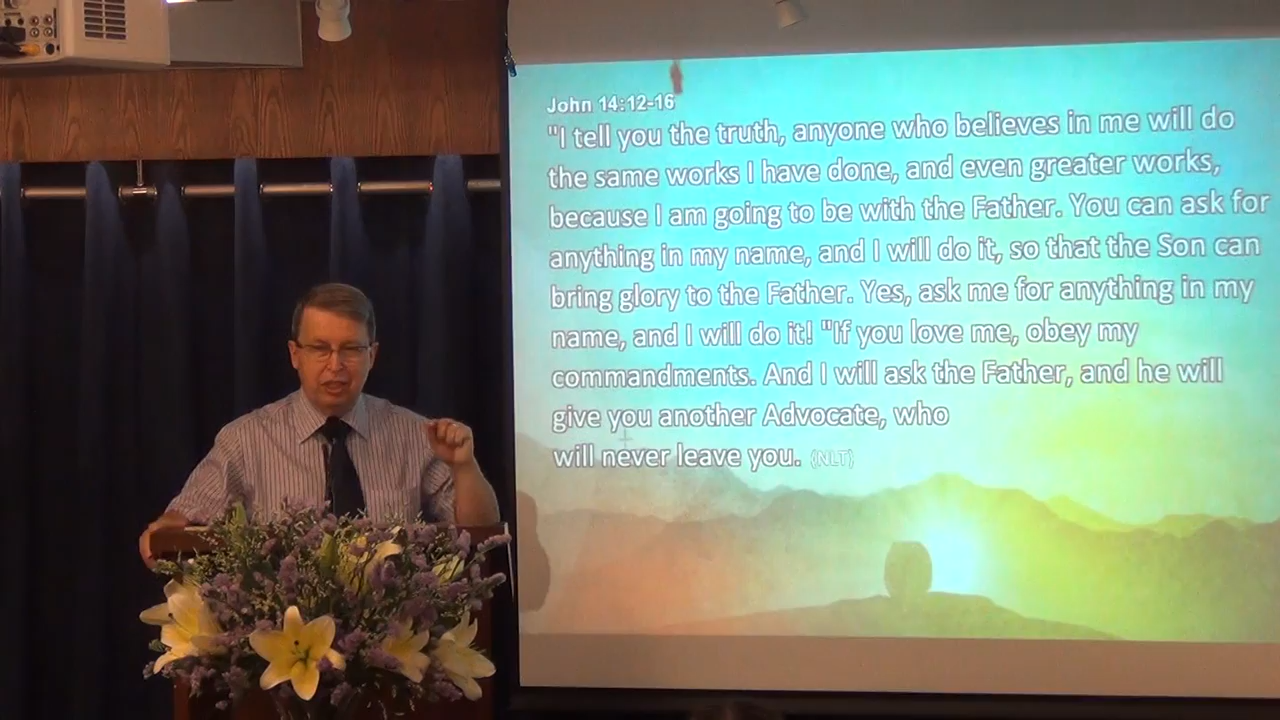 John 14:12-16
"I tell you the truth, anyone who believes in me will do
the same works I have done, and even greater works,
because I am going to be with the Father. You can ask for
anything in my name, and I will do it, so that the Son can
bring glory to the Father. Yes, ask me for anything in my
name, and I will do it! "If you love me, obey my
commandments. And I will ask the Father, and he will
give you another Advocate, who
will never leave you. {NLT}